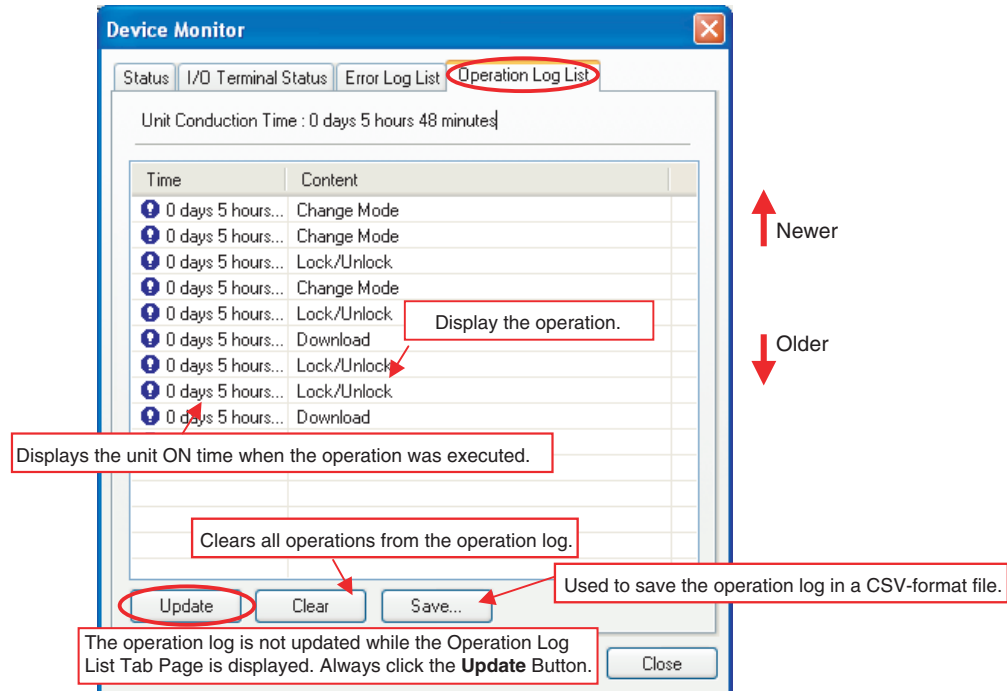 Device Monitor
Status
I/O Terminal Status
Error Log List
Operation Log List
Unit Conduction Time : 0 days 5 hours 48 minutes
Time Content
0 days 5 hours... Change Mode
0 days 5 hours... Change Mode
0 days 5 hours... Lock/Unlock
0 days 5 hours... Change Mode
0 days 5 hours... Lock/Unlock
0 days 5 hours... Download
0 days 5 hours... Lock/Unlock
0 days 5 hours... Lock/Unlock
0 days 5 hours... Download
Newer
Older
Display the operation.
Displays the unit ON time when the operation was executed.
Clears all operations from the operation log.
Used to save the operation log in a CSV-format file.
Update
Clear
Save...
The operation log is not updated while the Operation Log
List Tab Page is displayed. Always click the Update Button.
Close